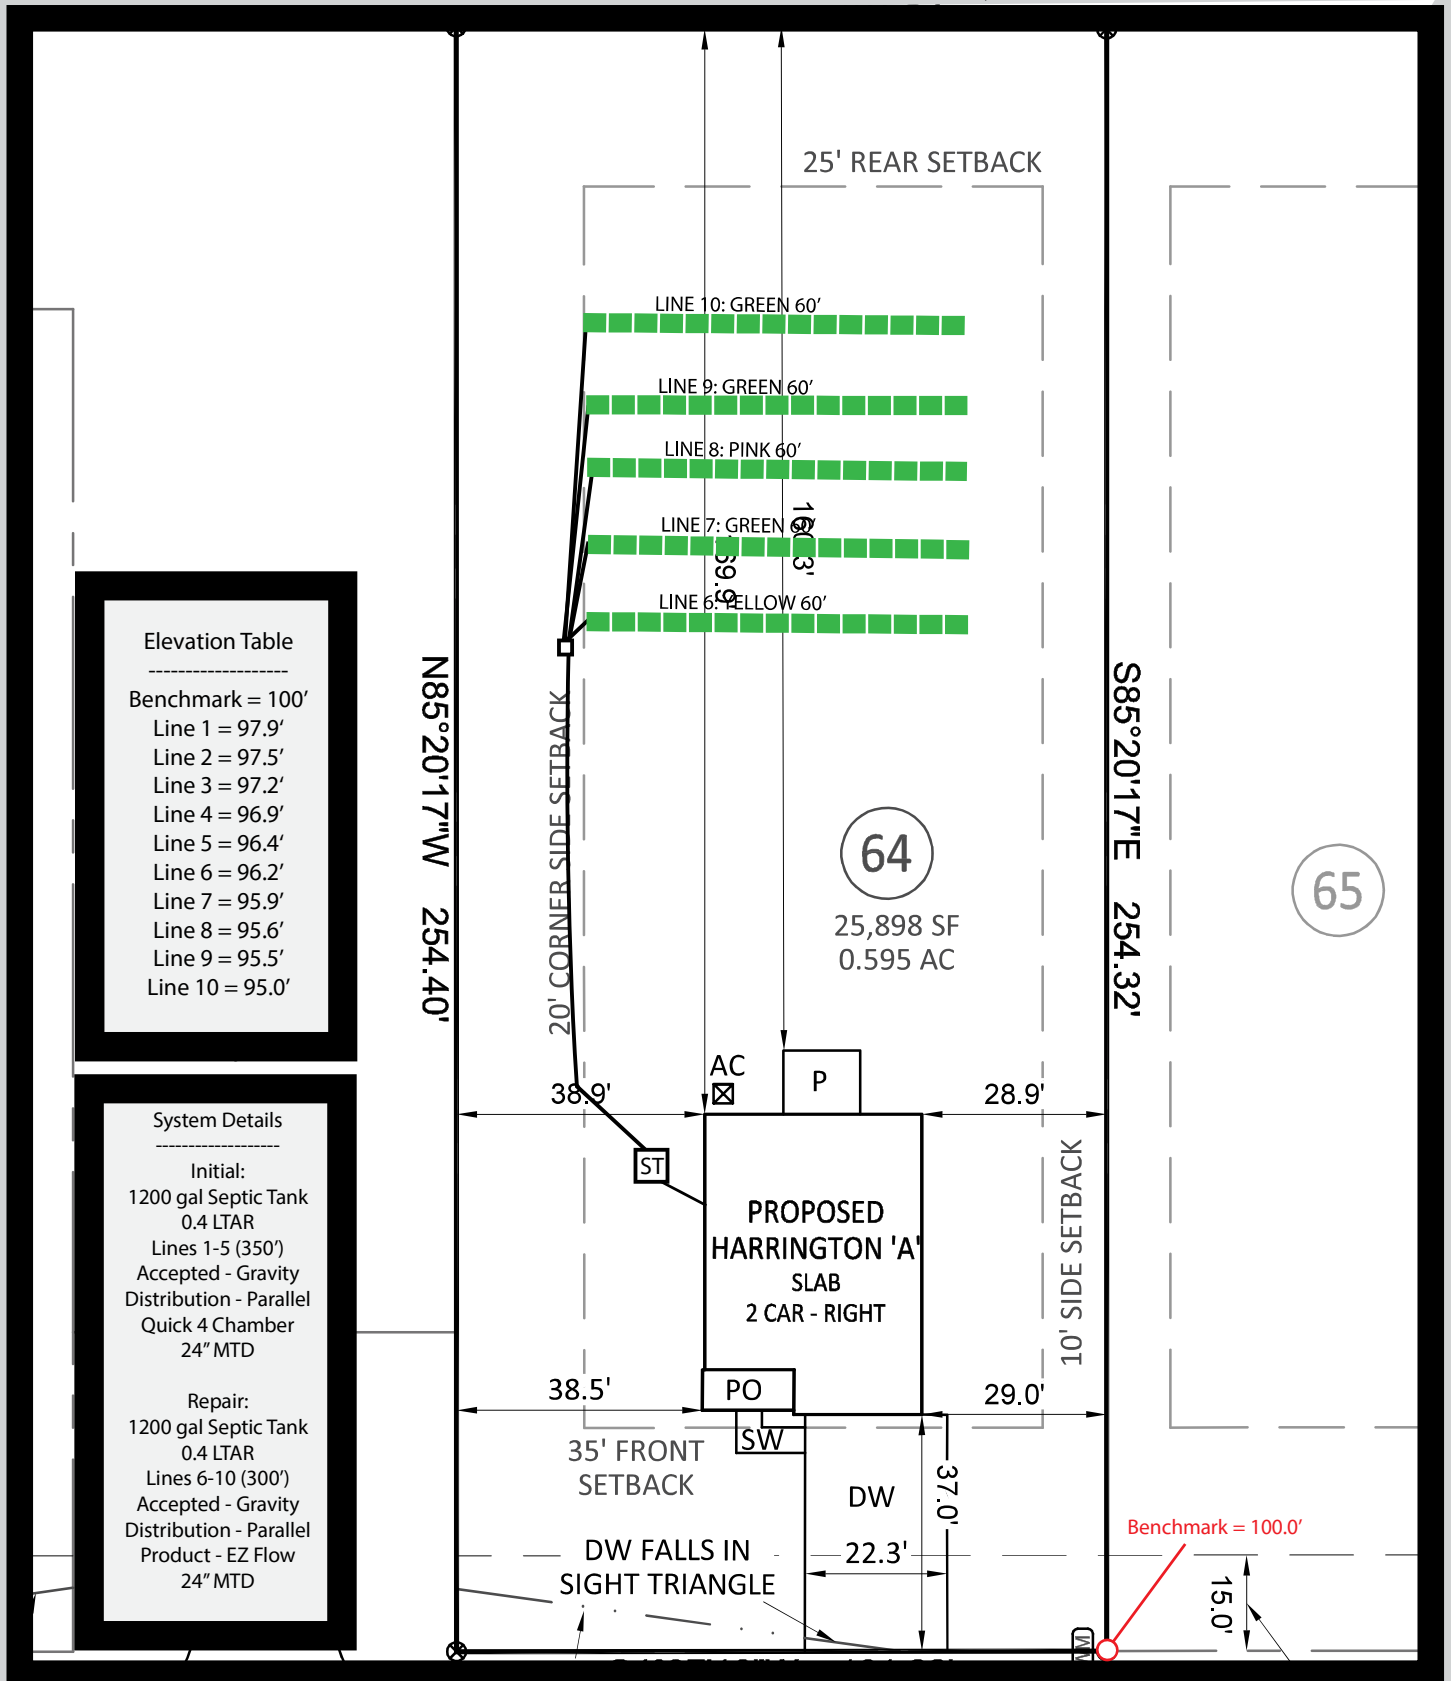 25' REAR SETBACK
LINE 10: GREEN 60'
LINE 9: GREEN 60'
LINE 8: PINK 60'
LINE 7: GREEN 60'
LINE 6: YELLOW 60'
Elevation Table
-------------------
Benchmark = 100'
Line 1 = 97.9'
Line 2 = 97.5'
Line 3 = 97.2'
Line 4 = 96.9'
Line 5 = 96.4'
Line 6 = 96.2'
Line 7 = 95.9'
Line 8 = 95.6'
Line 9 = 95.5'
Line 10 = 95.0'
N85°20'17"W 254.40'
20' CORNER SIDE SETBACK
64
25,898 SF
0.595 AC
S85°20'17"E 254.32'
65
AC
P
38.9'
28.9'
ST
PROPOSED
HARRINGTON 'A'
SLAB
2 CAR - RIGHT
10' SIDE SETBACK
System Details
-------------------
Initial:
1200 gal Septic Tank
0.4 LTAR
Lines 1-5 (350')
Accepted - Gravity
Distribution - Parallel
Quick 4 Chamber
24" MTD
Repair:
1200 gal Septic Tank
0.4 LTAR
Lines 6-10 (300')
Accepted - Gravity
Distribution - Parallel
Product - EZ Flow
24" MTD
38.5'
PO
29.0'
SW
35' FRONT
SETBACK
DW
37.0'
22.3'
DW FALLS IN
SIGHT TRIANGLE
Benchmark = 100.0'
15.0'